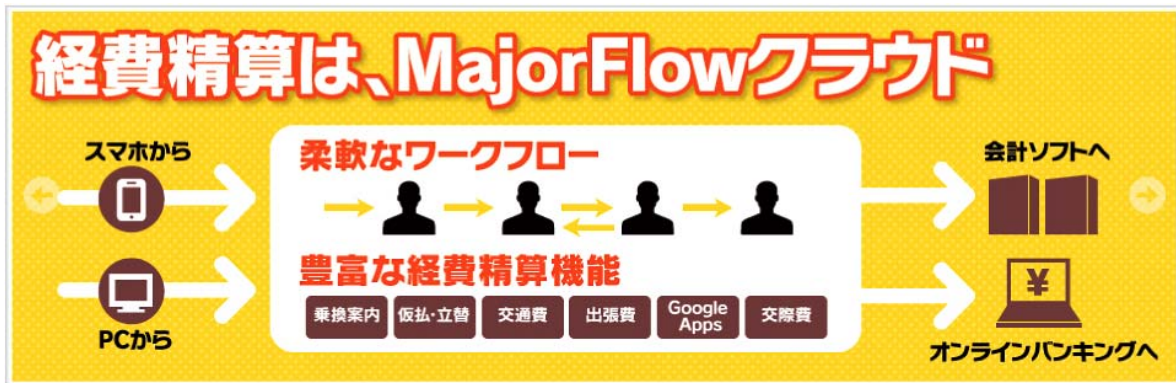 経費精算は、MajorFlowクラウド
スマホから
PCから
柔軟なワークフロー
豊富な経費精算機能
乗換案内
仮払・立替
交通費
出張費
Google
Apps
交際費
会計ソフトへ
¥
オンラインバンキングへ